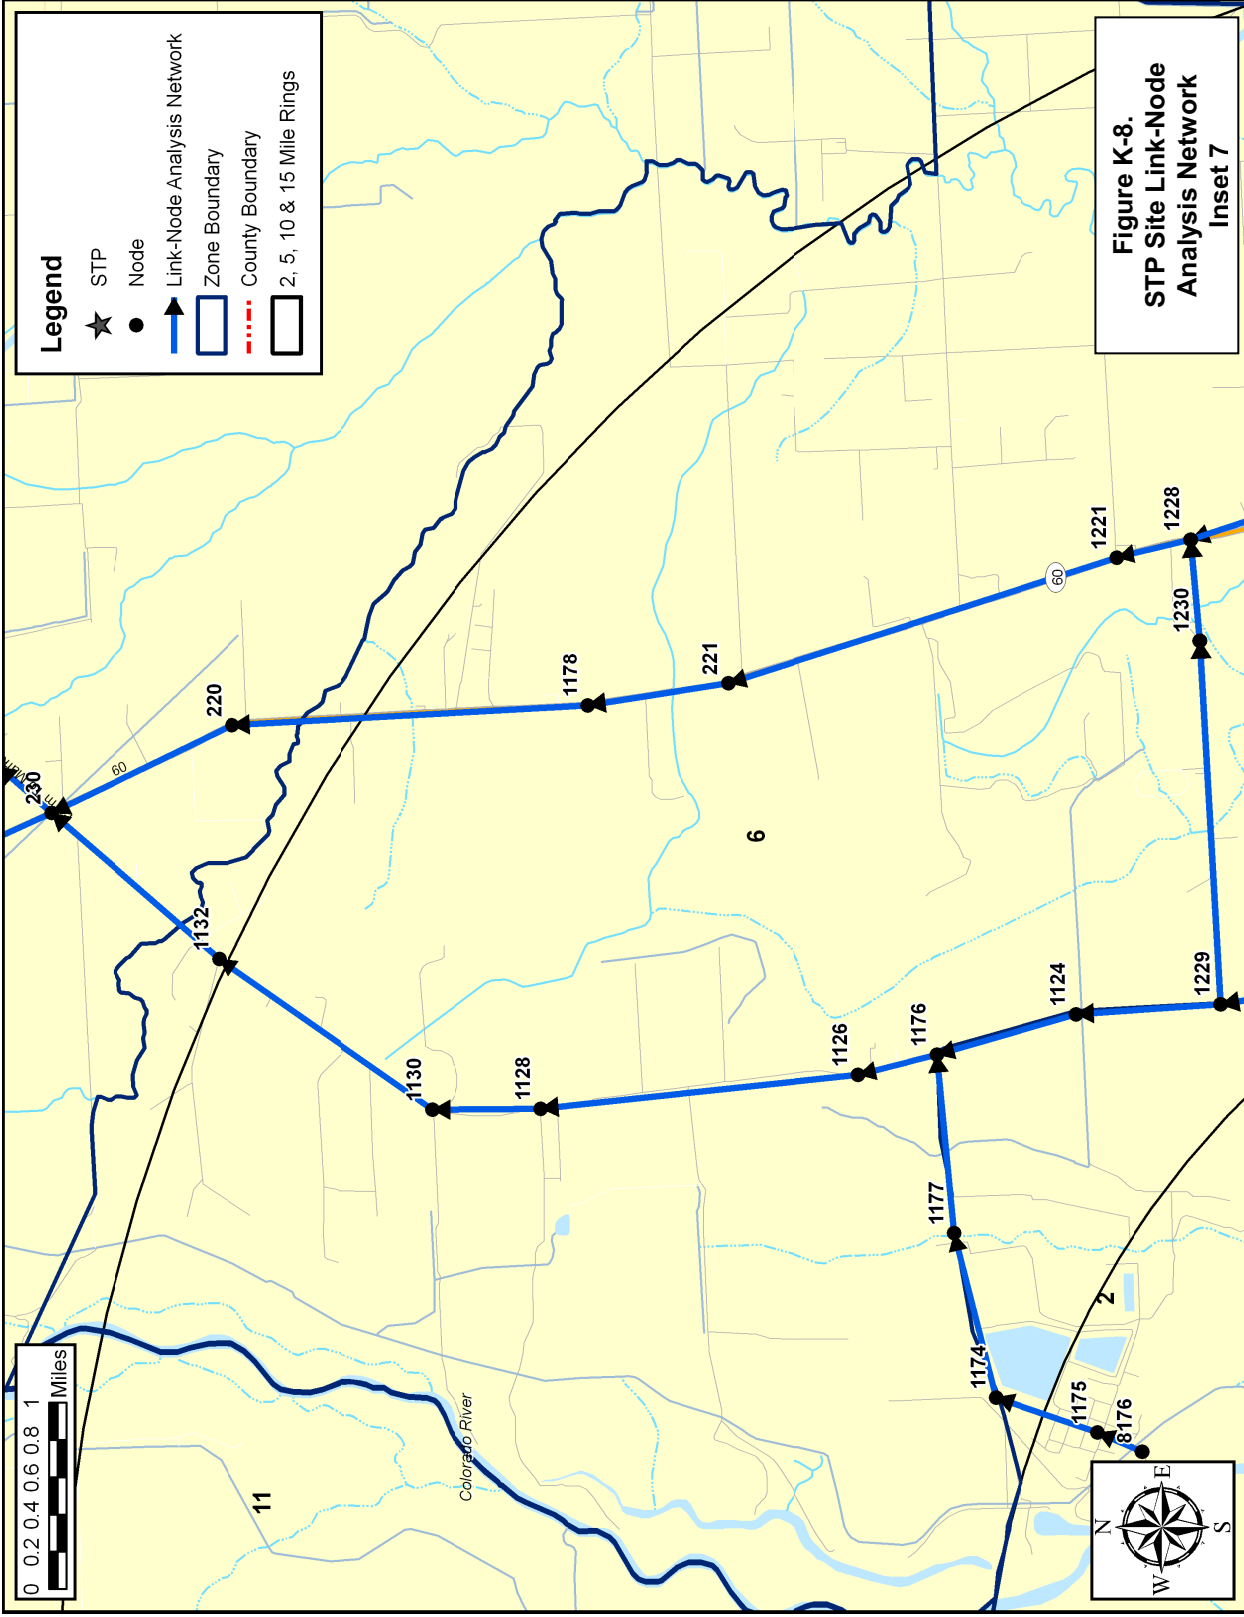 Legend
STP
Node
Link-Node Analysis Network
Zone Boundary
County Boundary
2, 5, 10 & 15 Mile Rings
Figure K-8.
STP Site Link-Node
Analysis Network
Inset 7
230
60
220
1132
1178
221
60
1221
1228
1230
6
1130
1128
1126
1176
1124
1229
1177
1174
1175
8176
2
11
Colorado River
0 0.2 0.4 0.6 0.8 1
Miles
N
E
S
W